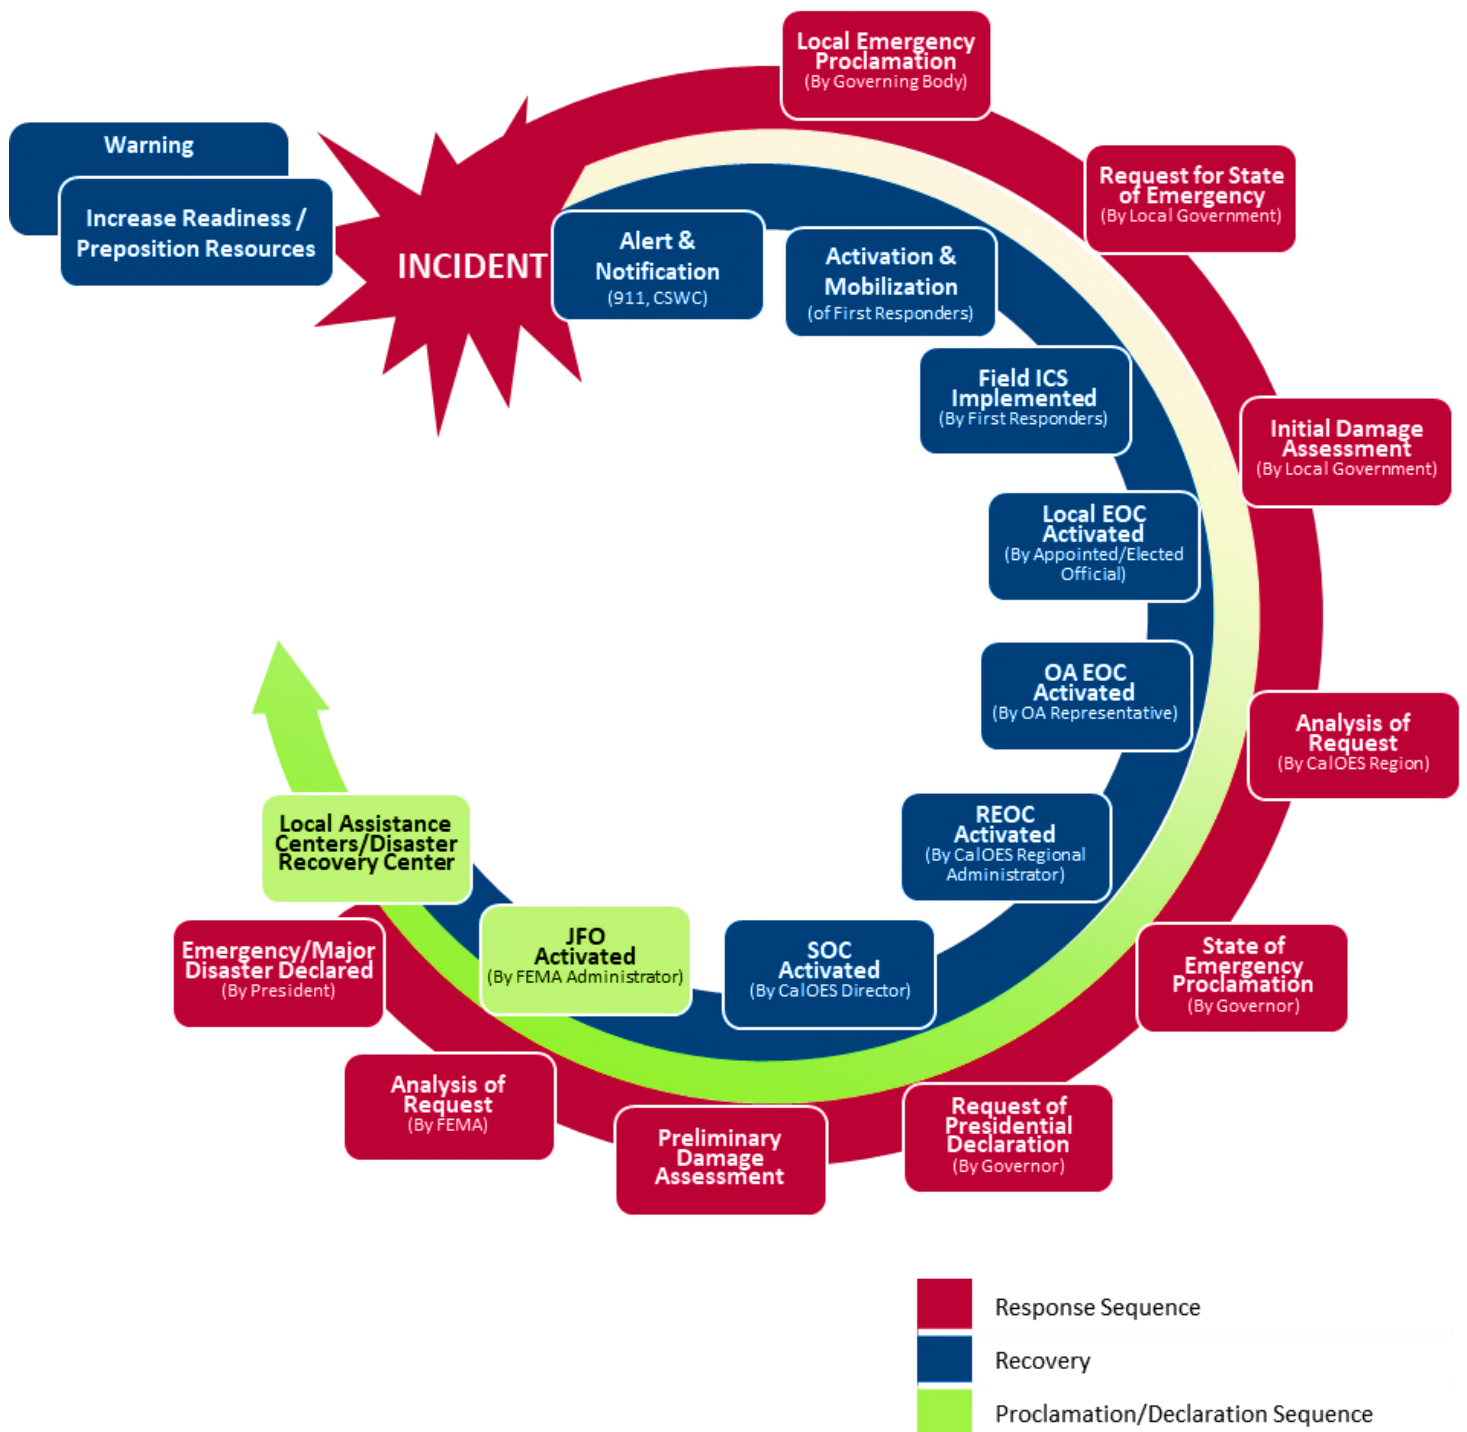 Warning
Increase Readiness /
Preposition Resources
INCIDENT
Alert &
Notification
(911, CSWC)
Activation &
Mobilization
(of First Responders)
Field ICS
Implemented
(By First Responders)
Local EOC
Activated
(By Appointed/Elected
Official)
OA EOC
Activated
(By OA Representative)
REOC
Activated
(By CalOES Regional
Administrator)
SOC
Activated
(By CalOES Director)
JFO
Activated
(By FEMA Administrator)
Local Assistance
Centers/Disaster
Recovery Center
Local Emergency
Proclamation
(By Governing Body)
Request for State
of Emergency
(By Local Government)
Initial Damage
Assessment
(By Local Government)
Analysis of
Request
(By CalOES Region)
State of
Emergency
Proclamation
(By Governor)
Request of
Presidential
Declaration
(By Governor)
Preliminary
Damage
Assessment
Analysis of
Request
(By FEMA)
Emergency/Major
Disaster Declared
(By President)
Response Sequence
Recovery
Proclamation/Declaration Sequence